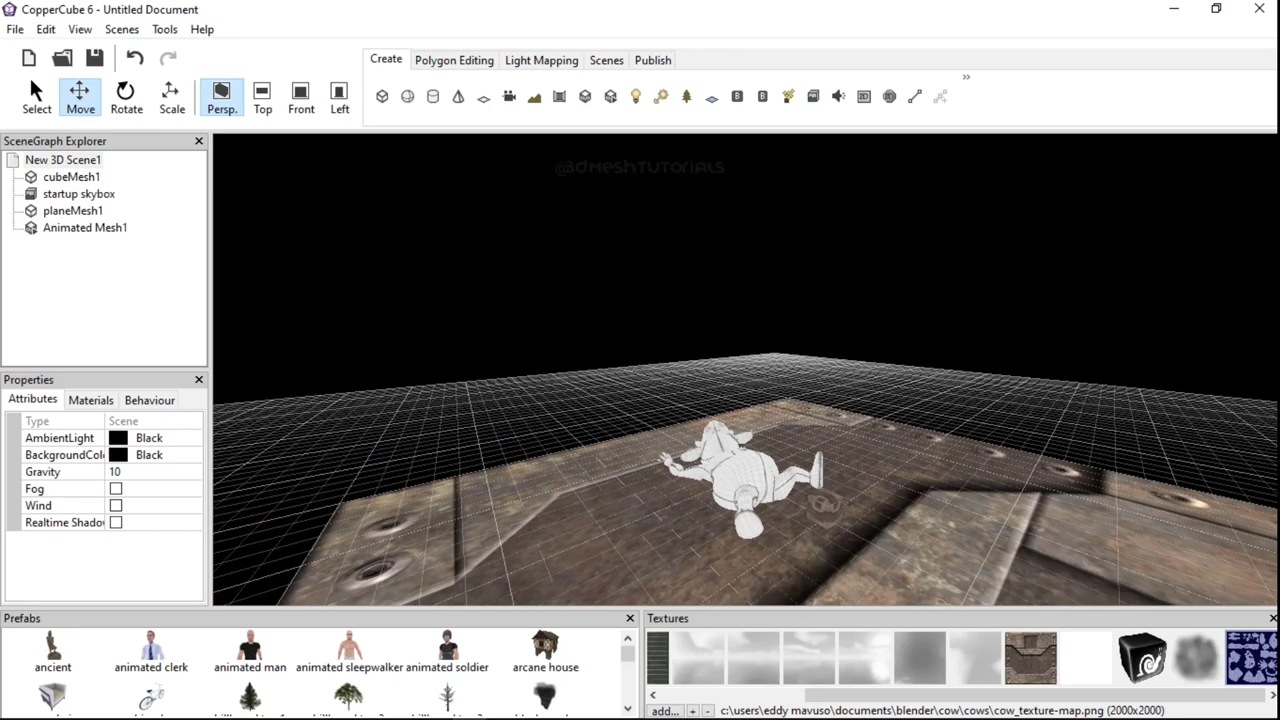 CopperCube 6 - Untitled Document
File Edit View Scenes Tools Help
Create Polygon Editing Light Mapping Scenes Publish
Select Move Rotate Scale Persp. Top Front Left
SceneGraph Explorer
New 3D Scene1
cubeMesh1
startup skybox
planeMesh1
Animated Mesh1
@3DMeshTutorials
Properties
Attributes Materials Behaviour
Type Scene
AmbientLight Black
BackgroundColo Black
Gravity 10
Fog
Wind
Realtime Shado
Prefabs
ancient animated clerk animated man animated sleepwalker animated soldier arcane house
Textures
add... + - c:\users\eddy mavuso\documents\blender\cow\cows\cow_texture-map.png (2000x2000)